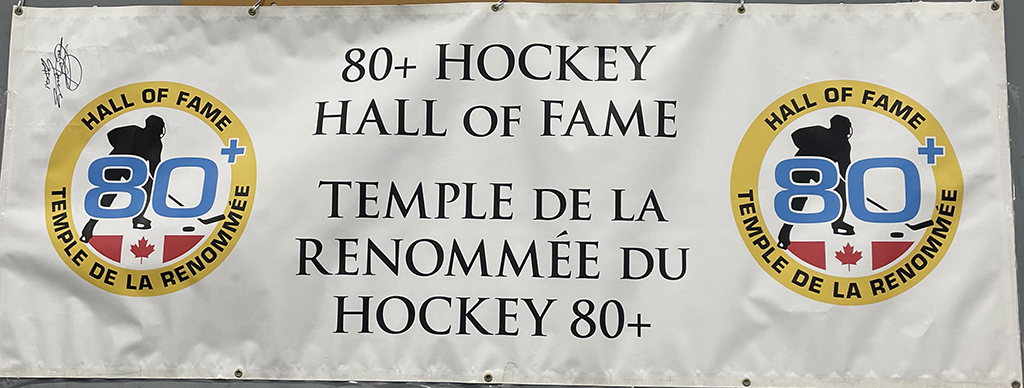 HALL OF FAME
80+
TEMPLE DE LA RENOMMÉE
80+ HOCKEY
HALL OF FAME
TEMPLE DE LA
RENOMMÉE DU
HOCKEY 80+
HALL OF FAME
80+
TEMPLE DE LA RENOMMÉE